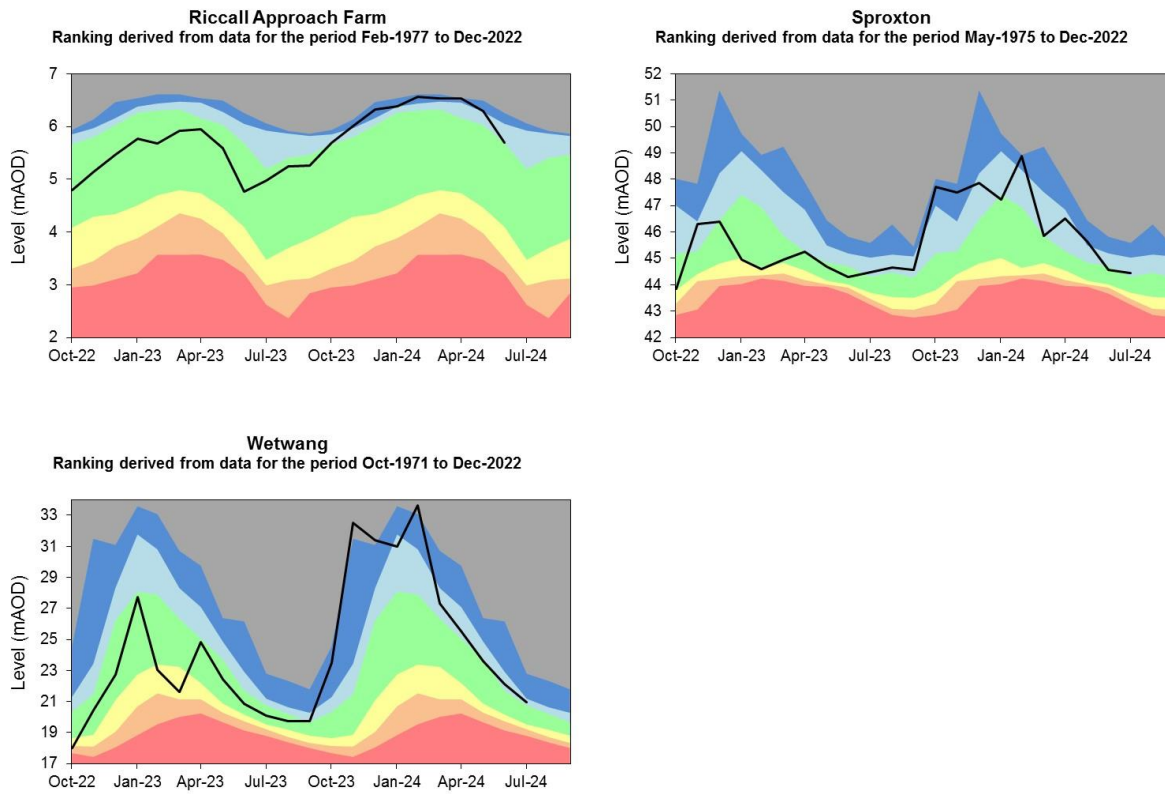 Riccall Approach Farm
Ranking derived from data for the period Feb-1977 to Dec-2022
Level (mAOD)
7
6
5
4
3
2
Oct-22 Jan-23 Apr-23 Jul-23 Oct-23 Jan-24 Apr-24 Jul-24
Sproxton
Ranking derived from data for the period May-1975 to Dec-2022
Level (mAOD)
52
51
50
49
48
47
46
45
44
43
42
Oct-22 Jan-23 Apr-23 Jul-23 Oct-23 Jan-24 Apr-24 Jul-24
Wetwang
Ranking derived from data for the period Oct-1971 to Dec-2022
Level (mAOD)
33
31
29
27
25
23
21
19
17
Oct-22 Jan-23 Apr-23 Jul-23 Oct-23 Jan-24 Apr-24 Jul-24